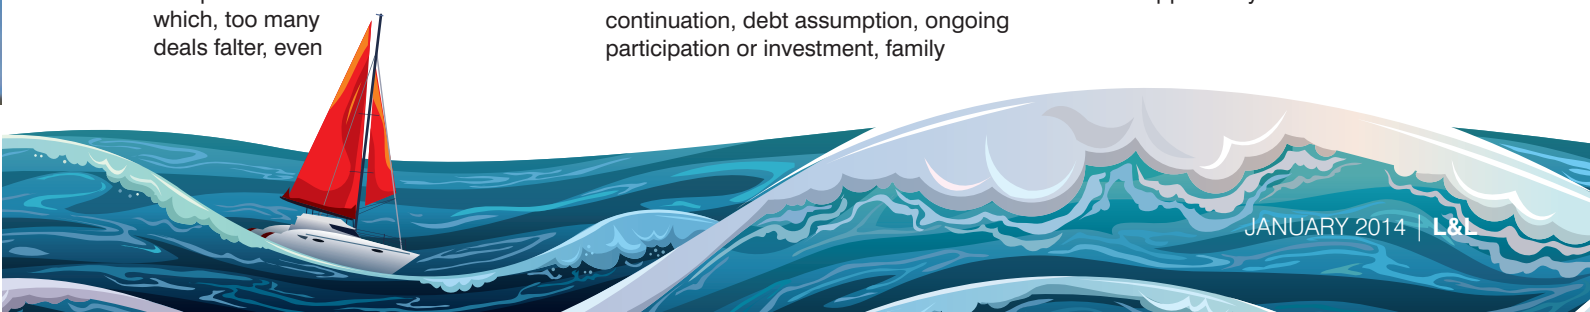 which, too many
deals falter, even
continuation, debt assumption, ongoing
participation or investment, family
JANUARY 2014 | L&L